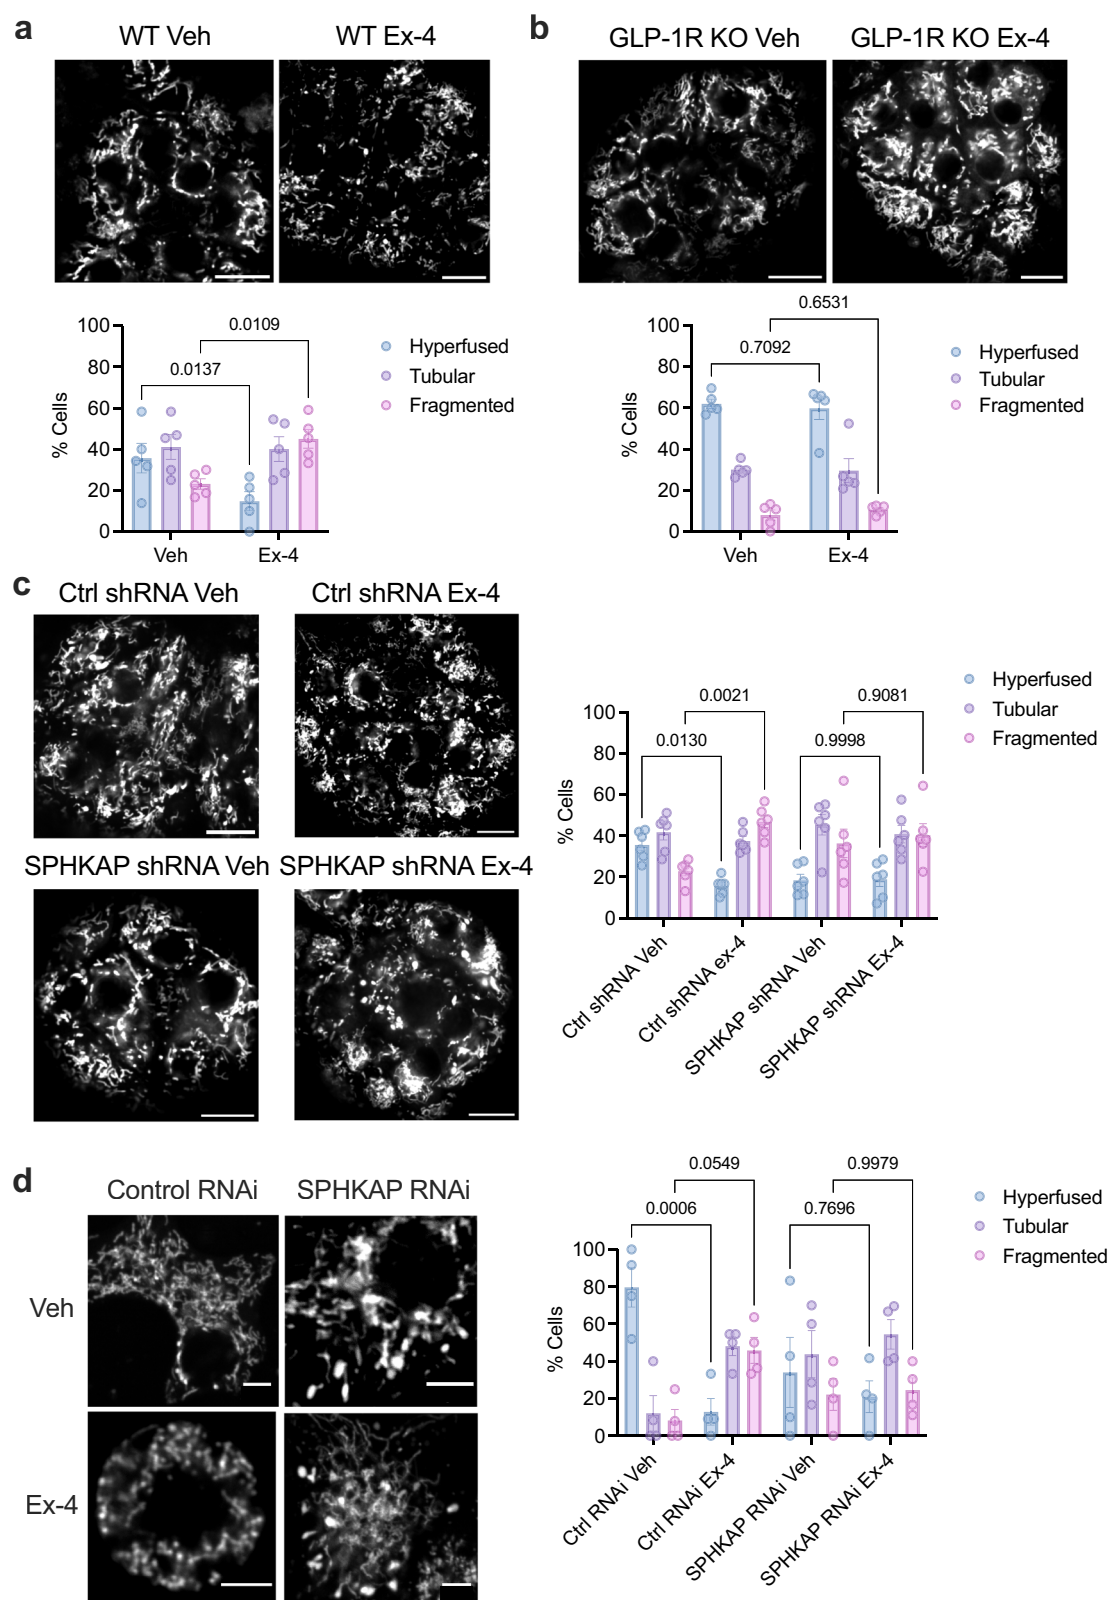 a
WT Veh
WT Ex-4
100
80
60
40
20
0
% Cells
0.0137
0.0109
Veh
Ex-4
Hyperfused
Tubular
Fragmented
b
GLP-1R KO Veh
GLP-1R KO Ex-4
100
80
60
40
20
0
% Cells
0.6531
0.7092
Veh
Ex-4
Hyperfused
Tubular
Fragmented
c
Ctrl shRNA Veh
Ctrl shRNA Ex-4
SPHKAP shRNA Veh
SPHKAP shRNA Ex-4
100
80
60
40
20
0
% Cells
0.0021
0.9081
0.0130
0.9998
Ctrl shRNA Veh
Ctrl shRNA ex-4
SPHKAP shRNA Veh
SPHKAP shRNA Ex-4
Hyperfused
Tubular
Fragmented
d
Control RNAi
SPHKAP RNAi
Veh
Ex-4
100
80
60
40
20
0
% Cells
0.0549
0.9979
0.0006
0.7696
Ctrl RNAi Veh
Ctrl RNAi Ex-4
SPHKAP RNAi Veh
SPHKAP RNAi Ex-4
Hyperfused
Tubular
Fragmented